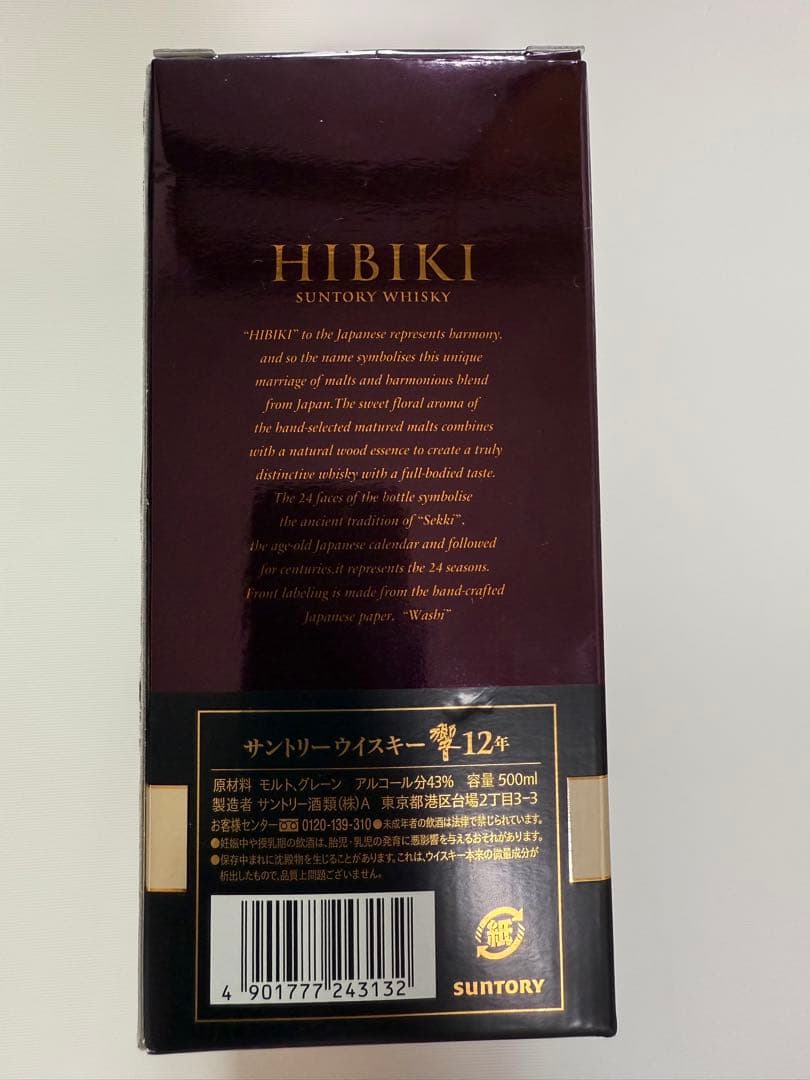 HIBIKI
SUNTORY WHISKY
"HIBIKI" to the Japanese represents harmony,
and so the name symbolises this unique
marriage of malts and harmonious blend
from Japan.The sweet floral aroma of
the hand-selected matured malts combines
with a natural wood essence to create a truly
distinctive whisky with a full-bodied taste.
The 24 faces of the bottle symbolise
the ancient tradition of "Sekki",
the age-old Japanese calendar and followed
for centuries,it represents the 24 seasons.
Front labeling is made from the hand-crafted
Japanese paper, "Washi"
サントリーウイスキー 響 12年
原材料 モルト、グレーン アルコール分43% 容量 500ml
製造者 サントリー酒類(株)A 東京都港区台場2丁目3-3
お客様センター 0120-139-310 ●未成年者の飲酒は法律で禁じられています。
●妊娠中や授乳期の飲酒は、胎児・乳児の発育に悪影響を与えるおそれがあります。
●保存中まれに沈殿物を生じることがあります。これは、ウイスキー本来の微量成分が
析出したもので、品質上問題ございません。
紙
4 901777 243132
SUNTORY